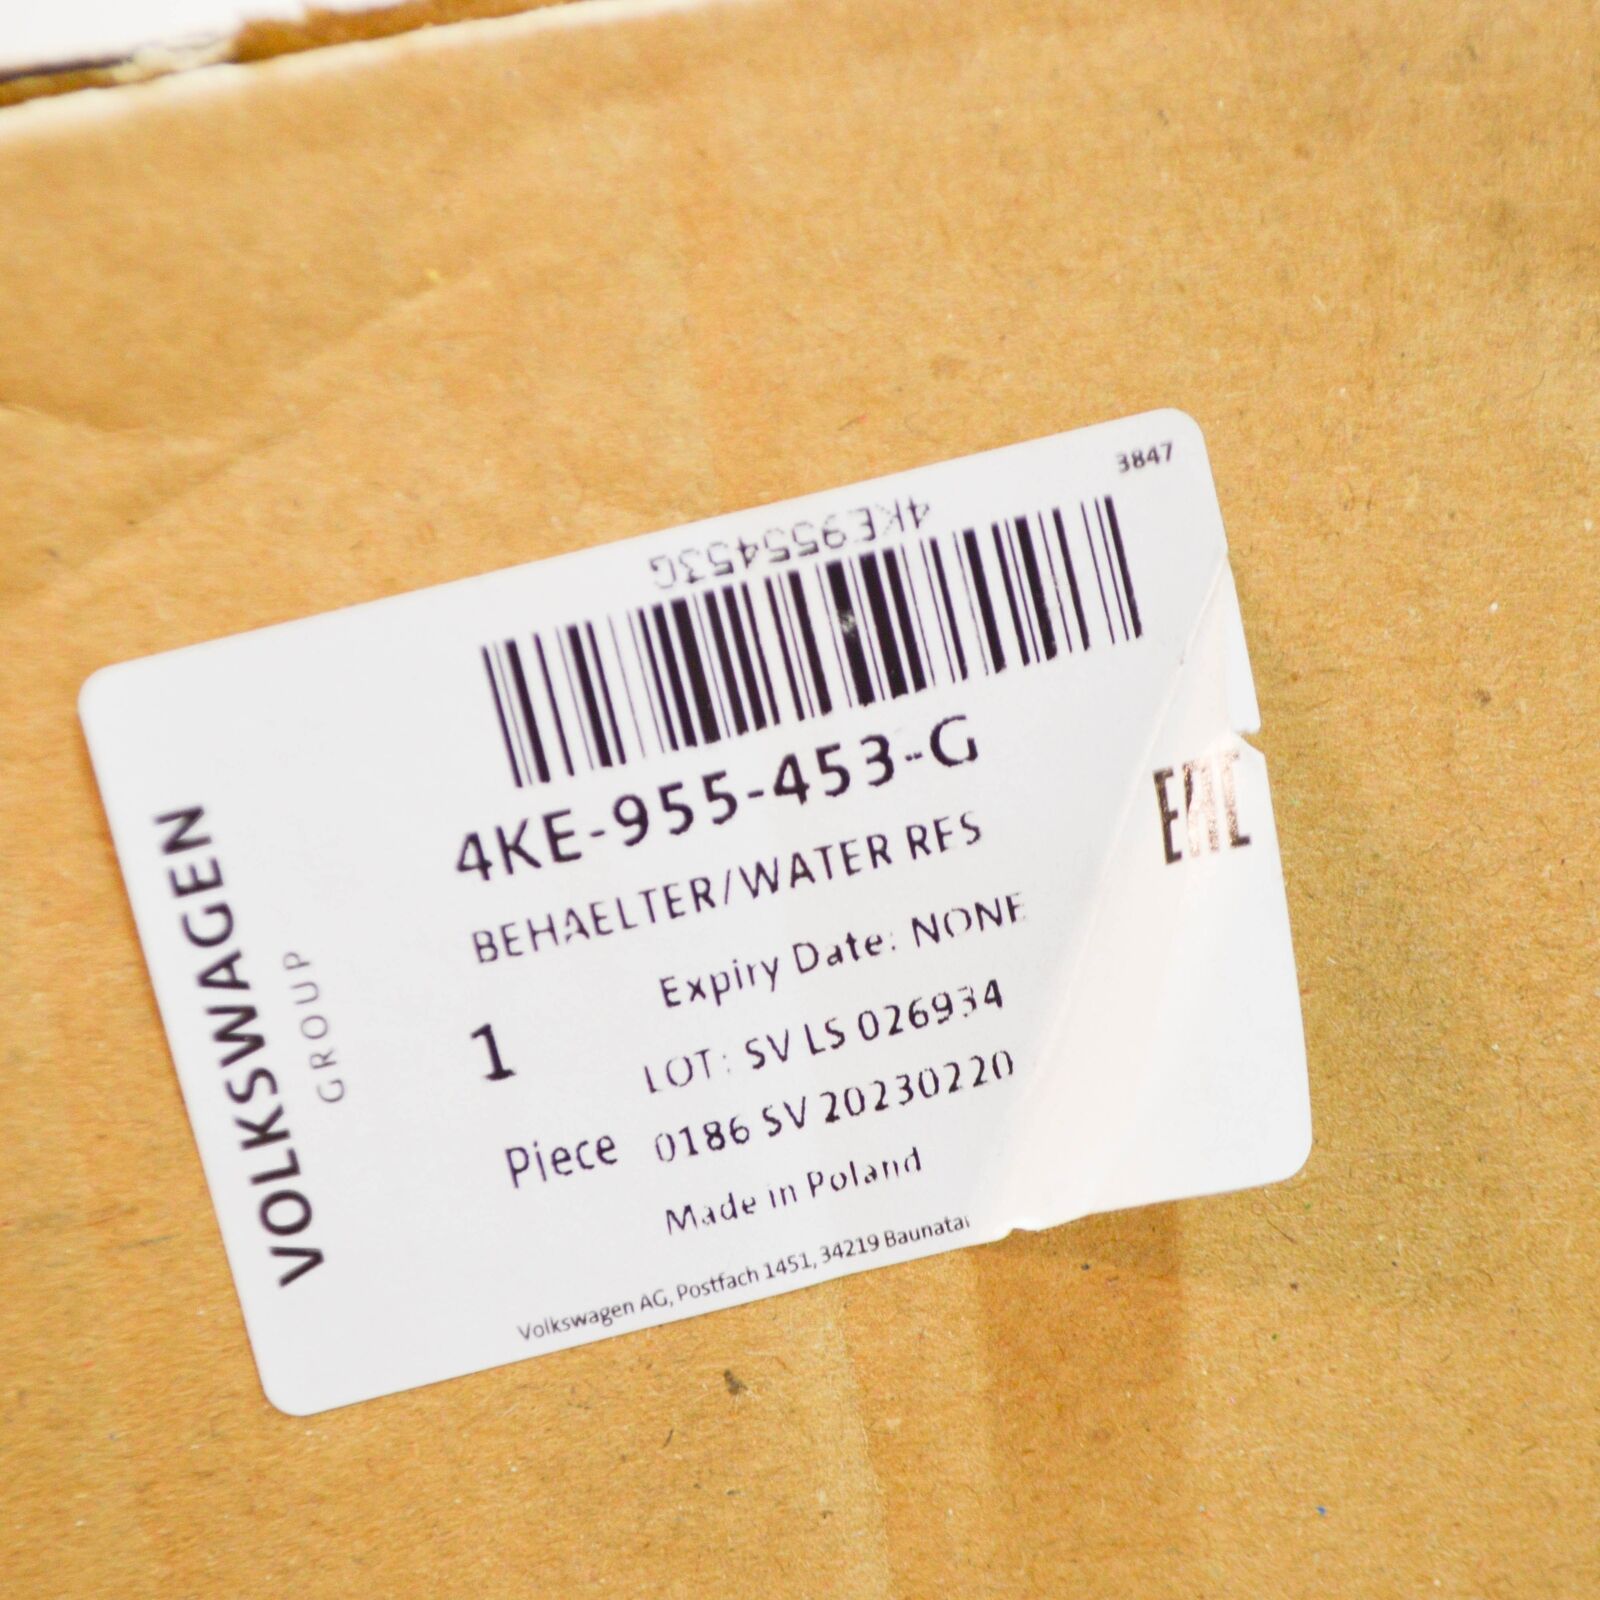 3847
4KE955453G
4KE-955-453-G
BEHAELTER/WATER RES
EAC
Expiry Date: NONE
1
LOT: SV LS 026934
Piece
0186 SV 20230220
Made in Poland
Volkswagen AG, Postfach 1451, 34219 Baunatal
VOLKSWAGEN
GROUP